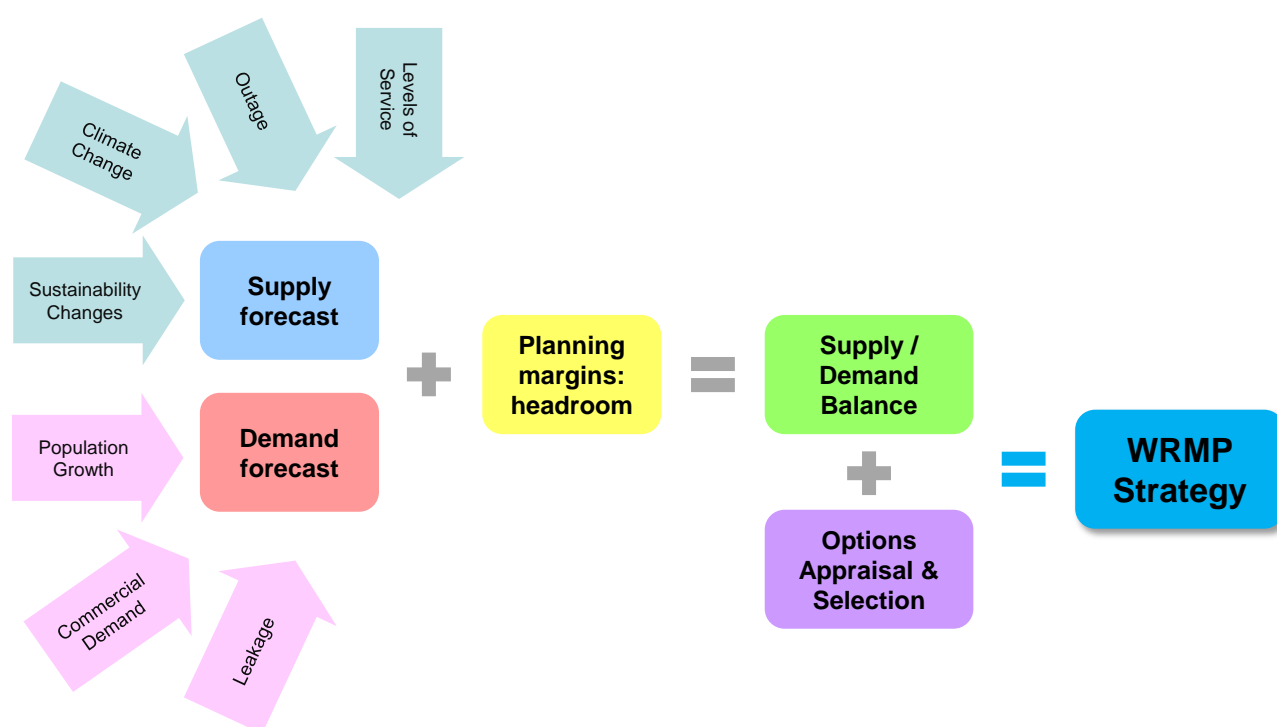 Outage
Levels of
Service
Climate
Change
Sustainability
Changes
Supply
forecast
Planning
margins:
headroom
Supply /
Demand
Balance
Population
Growth
Demand
forecast
WRMP
Strategy
Options
Appraisal &
Selection
Commercial
Demand
Leakage